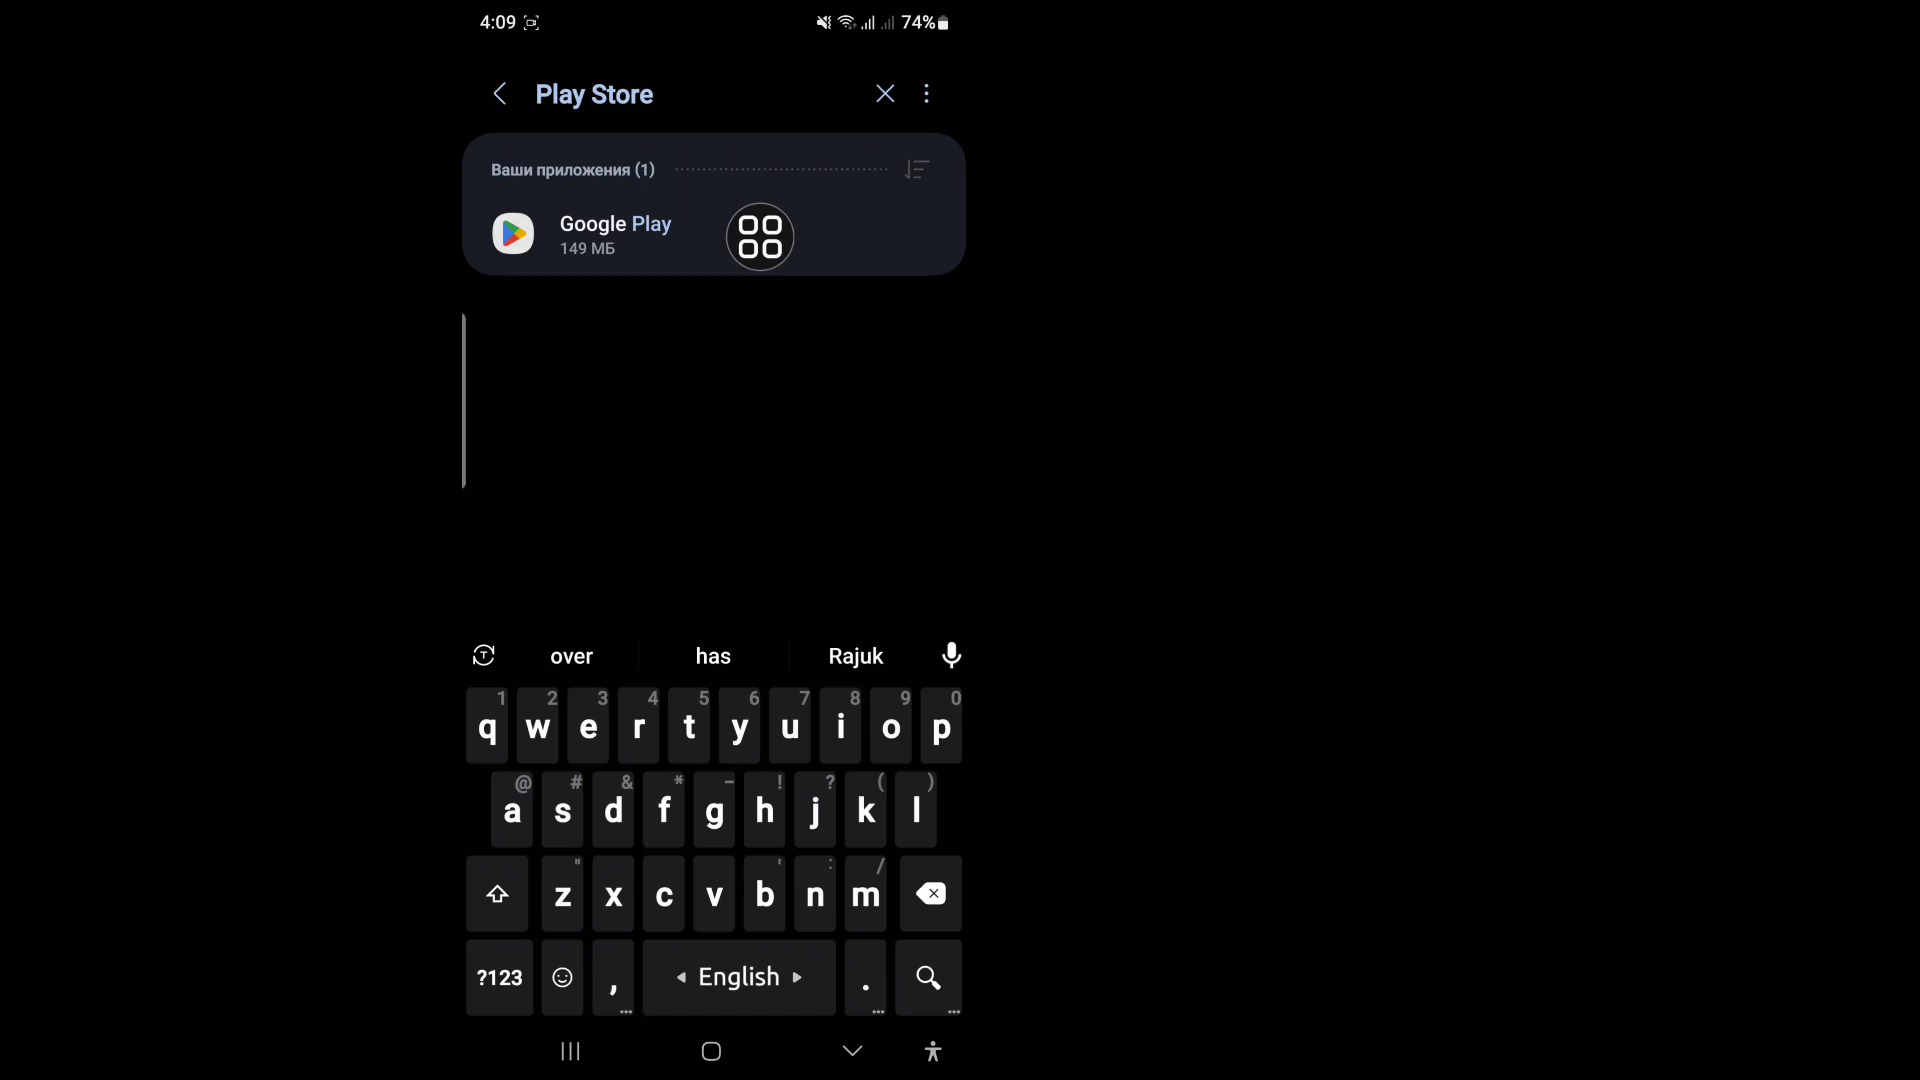 4:09 74%
Play Store
Ваши приложения (1)
Google Play
149 МБ
over has Rajuk
1 2 3 4 5 6 7 8 9 0
q w e r t y u i o p
@ # & * - ! ? ( )
a s d f g h j k l
" ' : /
z x c v b n m
?123 , English .